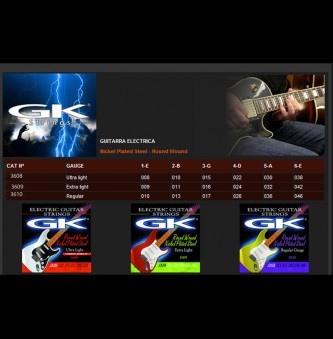 GK
STRINGS
GUITARRA ELECTRICA
Nickel Plated Steel - Round Wound
CAT Nº GAUGE 1-E 2-B 3-G 4-D 5-A 6-E
3608 Ultra light 008 010 015 022 030 038
3609 Extra light 009 011 016 024 032 042
3610 Regular 010 013 017 026 036 046
ELECTRIC GUITAR STRINGS
GK
Round Wound
Nickel Plated Steel
Ultra Light
ELECTRIC GUITAR STRINGS
GK
Round Wound
Nickel Plated Steel
Extra Light
ELECTRIC GUITAR STRINGS
GK
Round Wound
Nickel Plated Steel
Regular Gauge